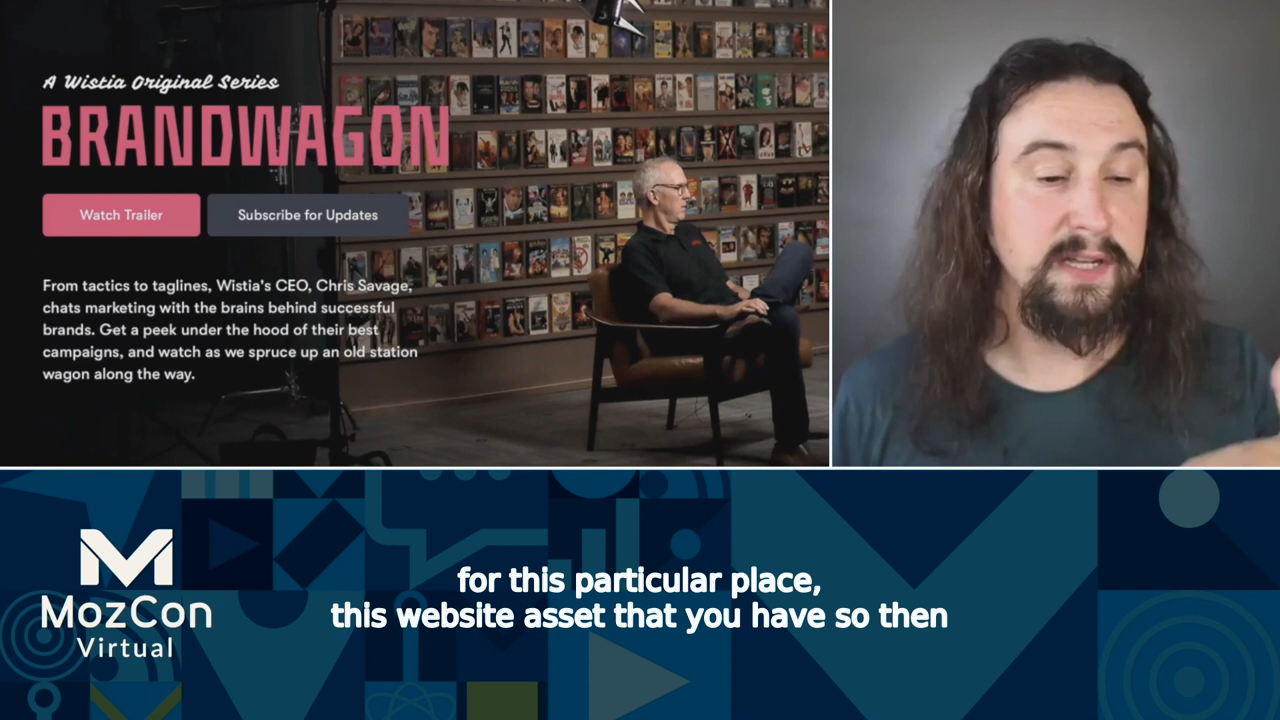 A Wistia Original Series
BRANDWAGON
Watch Trailer
Subscribe for Updates
From tactics to taglines, Wistia's CEO, Chris Savage,
chats marketing with the brains behind successful
brands. Get a peek under the hood of their best
campaigns, and watch as we spruce up an old station
wagon along the way.
MozCon
Virtual
for this particular place,
this website asset that you have so then